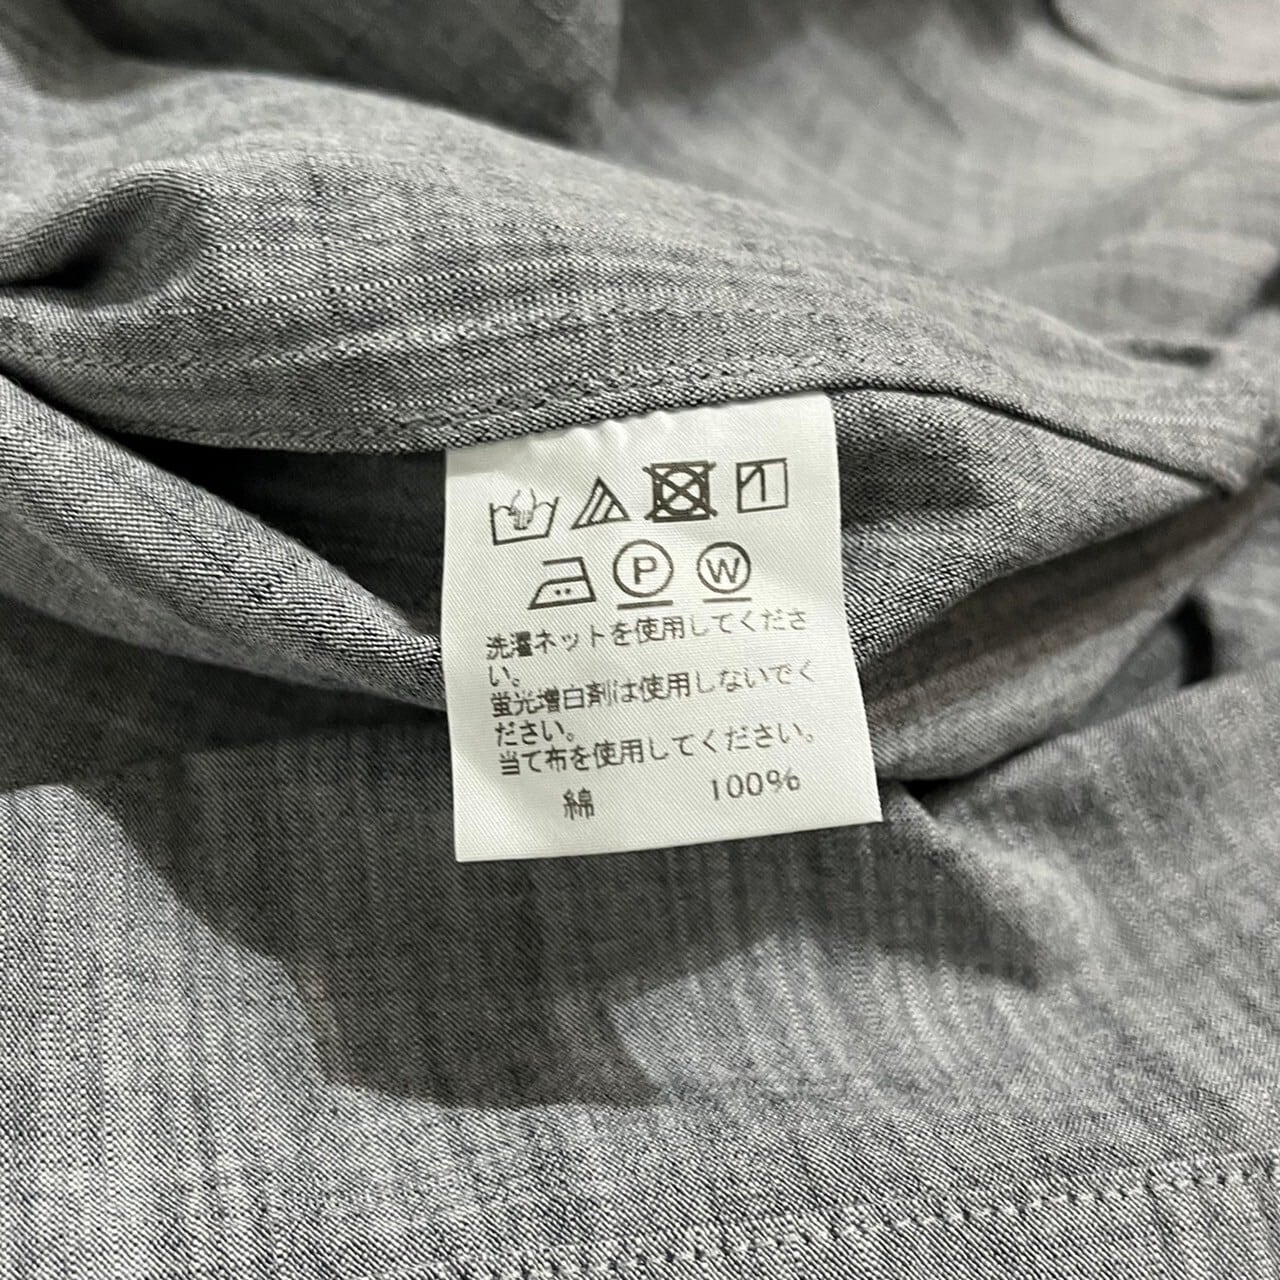 P W
洗濯ネットを使用してくださ
い。
蛍光増白剤は使用しないでく
ださい。
当て布を使用してください。
綿 100%